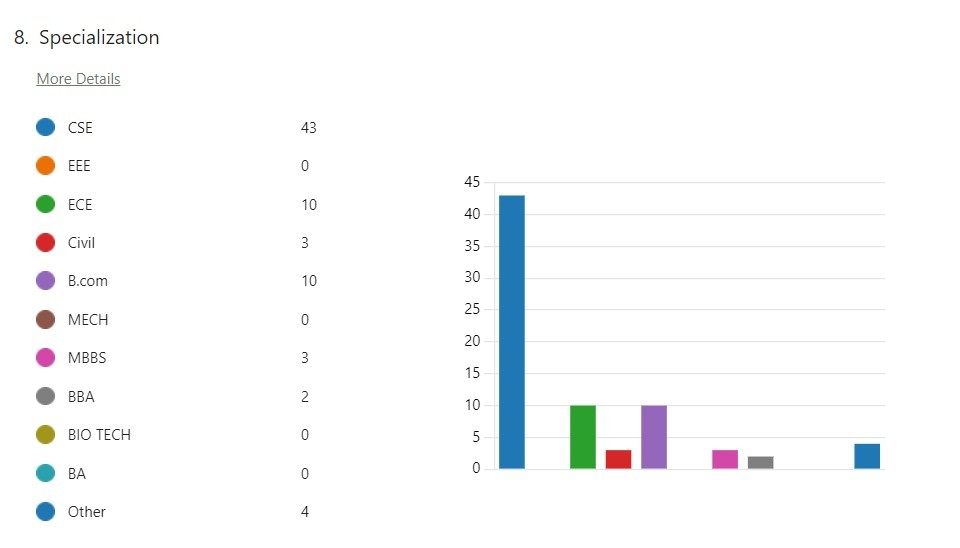 8. Specialization
More Details
CSE 43
EEE 0
ECE 10
Civil 3
B.com 10
MECH 0
MBBS 3
BBA 2
BIO TECH 0
BA 0
Other 4
45
40
35
30
25
20
15
10
5
0